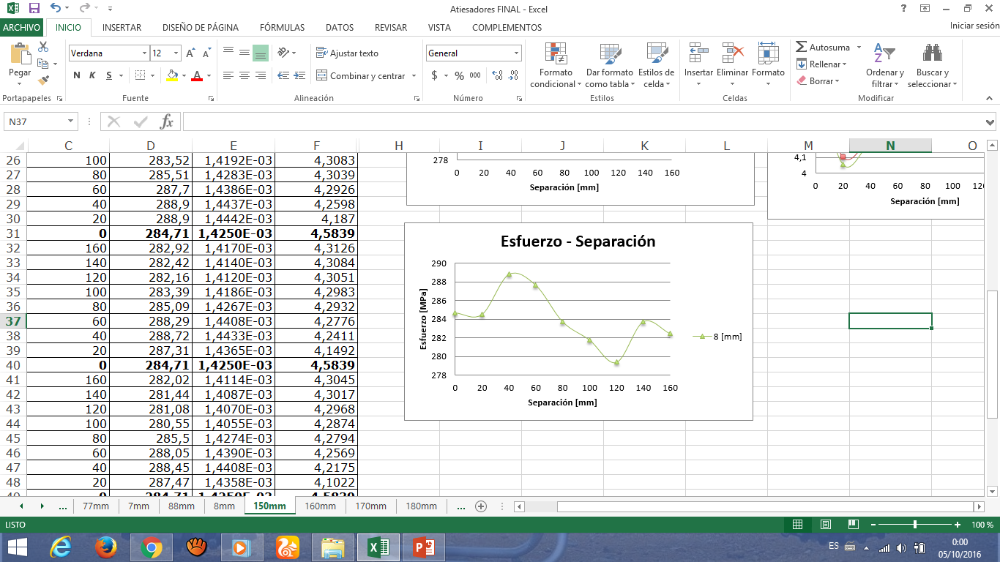 Atiesadores FINAL - Excel
?
Iniciar sesión
ARCHIVO INICIO INSERTAR DISEÑO DE PÁGINA FÓRMULAS DATOS REVISAR VISTA COMPLEMENTOS
Pegar
Portapapeles
Verdana 12
N K S
Fuente
Ajustar texto
Combinar y centrar
Alineación
General
$ % 000
Número
Formato condicional
Dar formato como tabla
Estilos de celda
Estilos
Insertar Eliminar Formato
Celdas
Autosuma
Rellenar
Borrar
Ordenar y filtrar
Buscar y seleccionar
Modificar
N37
fx
C D E F H I J K L M N O
26 100 283,52 1,4192E-03 4,3083
27 80 285,51 1,4283E-03 4,3039
28 60 287,7 1,4386E-03 4,2926
29 40 288,9 1,4437E-03 4,2598
30 20 288,9 1,4442E-03 4,187
31 0 284,71 1,4250E-03 4,5839
32 160 282,92 1,4170E-03 4,3126
33 140 282,42 1,4140E-03 4,3084
34 120 282,16 1,4120E-03 4,3051
35 100 283,39 1,4186E-03 4,2983
36 80 285,09 1,4267E-03 4,2932
37 60 288,29 1,4408E-03 4,2776
38 40 288,72 1,4433E-03 4,2411
39 20 287,31 1,4365E-03 4,1492
40 0 284,71 1,4250E-03 4,5839
41 160 282,02 1,4114E-03 4,3045
42 140 281,44 1,4087E-03 4,3017
43 120 281,08 1,4070E-03 4,2968
44 100 280,55 1,4055E-03 4,2874
45 80 285,5 1,4274E-03 4,2794
46 60 288,05 1,4390E-03 4,2569
47 40 288,45 1,4408E-03 4,2175
48 20 287,47 1,4358E-03 4,1022
278
0 20 40 60 80 100 120 140 160
Separación [mm]
4,1
4
0 20 40 60 80 100
Separación [mm]
Esfuerzo - Separación
Esfuerzo [MPa]
290
288
286
284
282
280
278
0 20 40 60 80 100 120 140 160
Separación [mm]
8 [mm]
... 77mm 7mm 88mm 8mm 150mm 160mm 170mm 180mm ...
LISTO
100 %
ES
0:00
05/10/2016